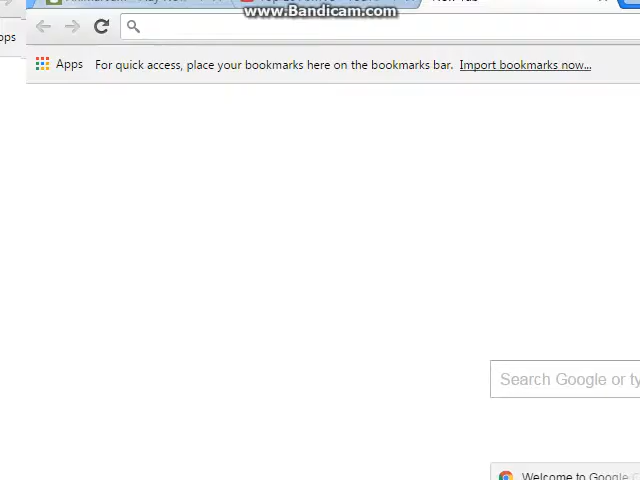 www.Bandicam.com
Apps For quick access, place your bookmarks here on the bookmarks bar. Import bookmarks now...
Search Google or ty
Welcome to Google